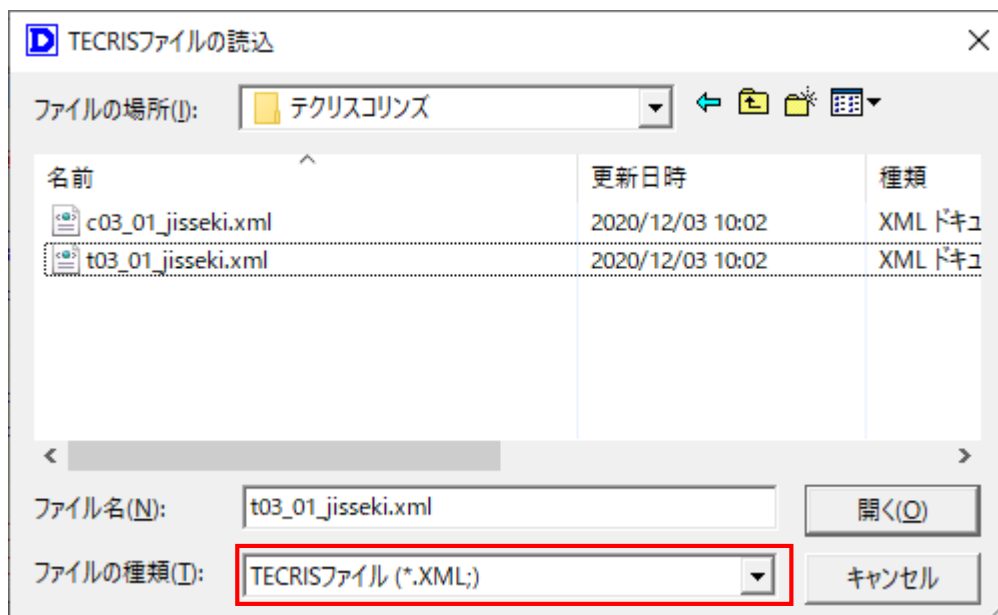 D TECRISファイルの読込
ファイルの場所(I): テクリスコリンズ
名前 更新日時 種類
c03_01_jisseki.xml 2020/12/03 10:02 XML ドキュ
t03_01_jisseki.xml 2020/12/03 10:02 XML ドキュ
ファイル名(N): t03_01_jisseki.xml 開く(O)
ファイルの種類(T): TECRISファイル (*.XML;) キャンセル